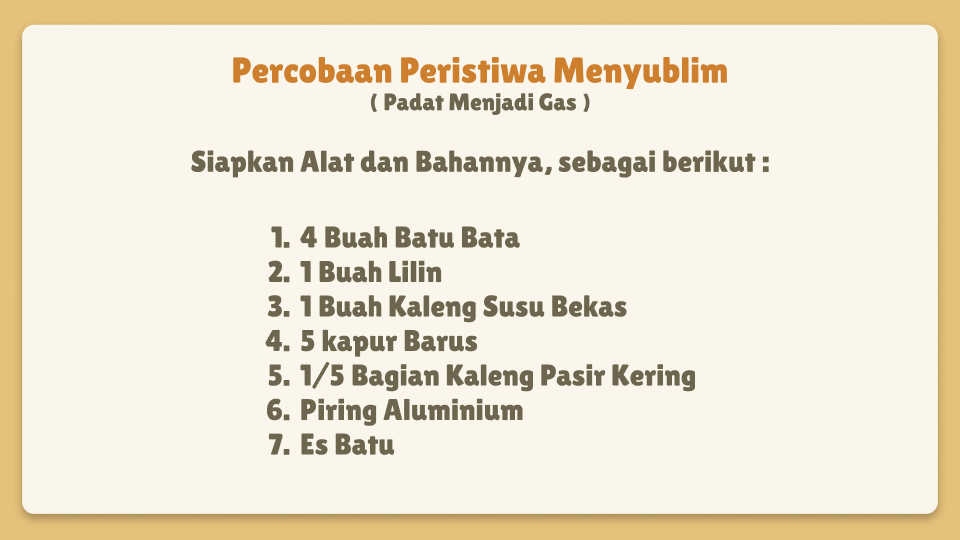 Percobaan Peristiwa Menyublim
( Padat Menjadi Gas )
Siapkan Alat dan Bahannya, sebagai berikut :
1. 4 Buah Batu Bata
2. 1 Buah Lilin
3. 1 Buah Kaleng Susu Bekas
4. 5 kapur Barus
5. 1/5 Bagian Kaleng Pasir Kering
6. Piring Aluminium
7. Es Batu